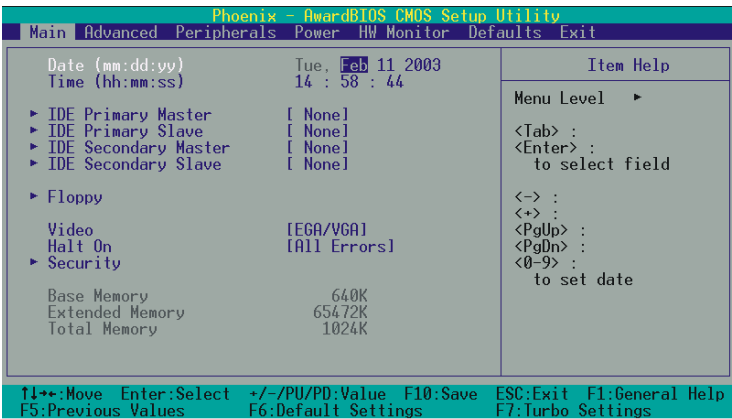 Phoenix - AwardBIOS CMOS Setup Utility
Main Advanced Peripherals Power HW Monitor Defaults Exit
Date (mm:dd:yy) Tue, Feb 11 2003
Time (hh:mm:ss) 14 : 58 : 44
► IDE Primary Master [ None]
► IDE Primary Slave [ None]
► IDE Secondary Master [ None]
► IDE Secondary Slave [ None]
► Floppy
Video [EGA/VGA]
Halt On [All Errors]
► Security
Base Memory 640K
Extended Memory 65472K
Total Memory 1024K
Item Help
Menu Level ►
<Tab> :
<Enter> :
to select field
<-> :
<+> :
<PgUp> :
<PgDn> :
<0-9> :
to set date
↑↓→←:Move Enter:Select +/-/PU/PD:Value F10:Save ESC:Exit F1:General Help
F5:Previous Values F6:Default Settings F7:Turbo Settings